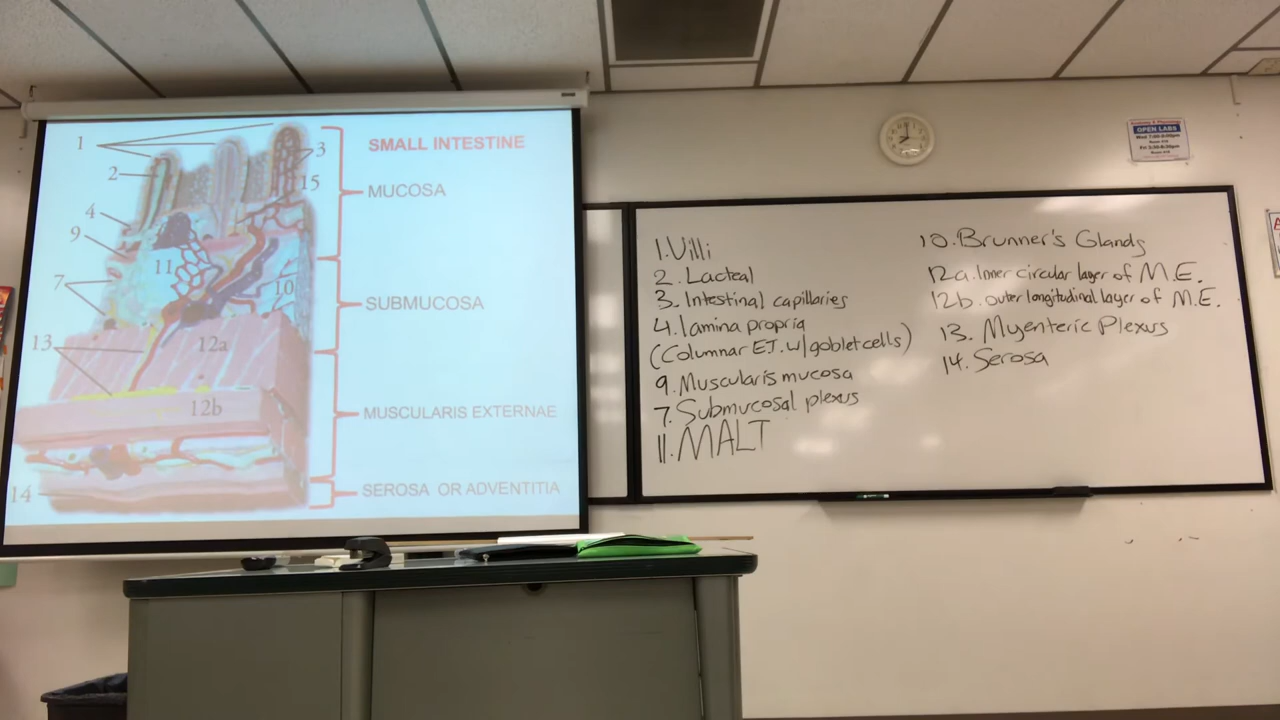 1
2
3
15
4
9
11
10
7
13
12a
12b
14
SMALL INTESTINE
MUCOSA
SUBMUCOSA
MUSCULARIS EXTERNAE
SEROSA OR ADVENTITIA
1. Villi
2. Lacteal
3. Intestinal capillaries
4. lamina propria
(Columnar E.T. w/goblet cells)
9. Muscularis mucosa
7. Submucosal plexus
11. MALT
10. Brunner's Glands
12a. Inner circular layer of M.E.
12b. outer longitudinal layer of M.E.
13. Myenteric Plexus
14. Serosa
Anatomy & Physiology
OPEN LABS